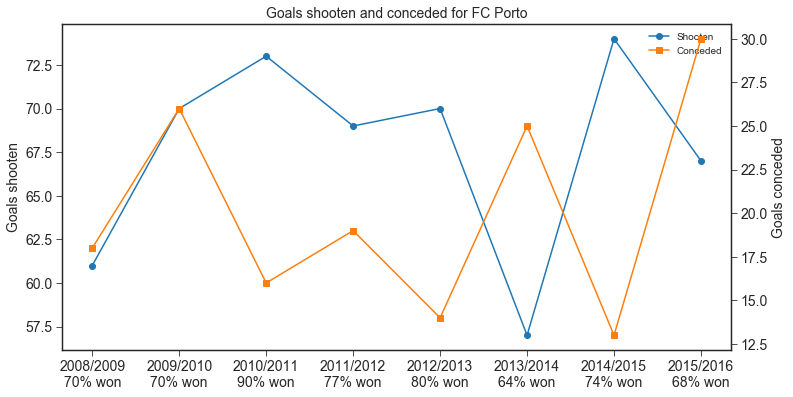 Goals shooten and conceded for FC Porto
Shooten
Conceded
Goals shooten
72.5
70.0
67.5
65.0
62.5
60.0
57.5
30.0
27.5
25.0
22.5
20.0
17.5
15.0
12.5
Goals conceded
2008/2009 2009/2010 2010/2011 2011/2012 2012/2013 2013/2014 2014/2015 2015/2016
70% won 70% won 90% won 77% won 80% won 64% won 74% won 68% won